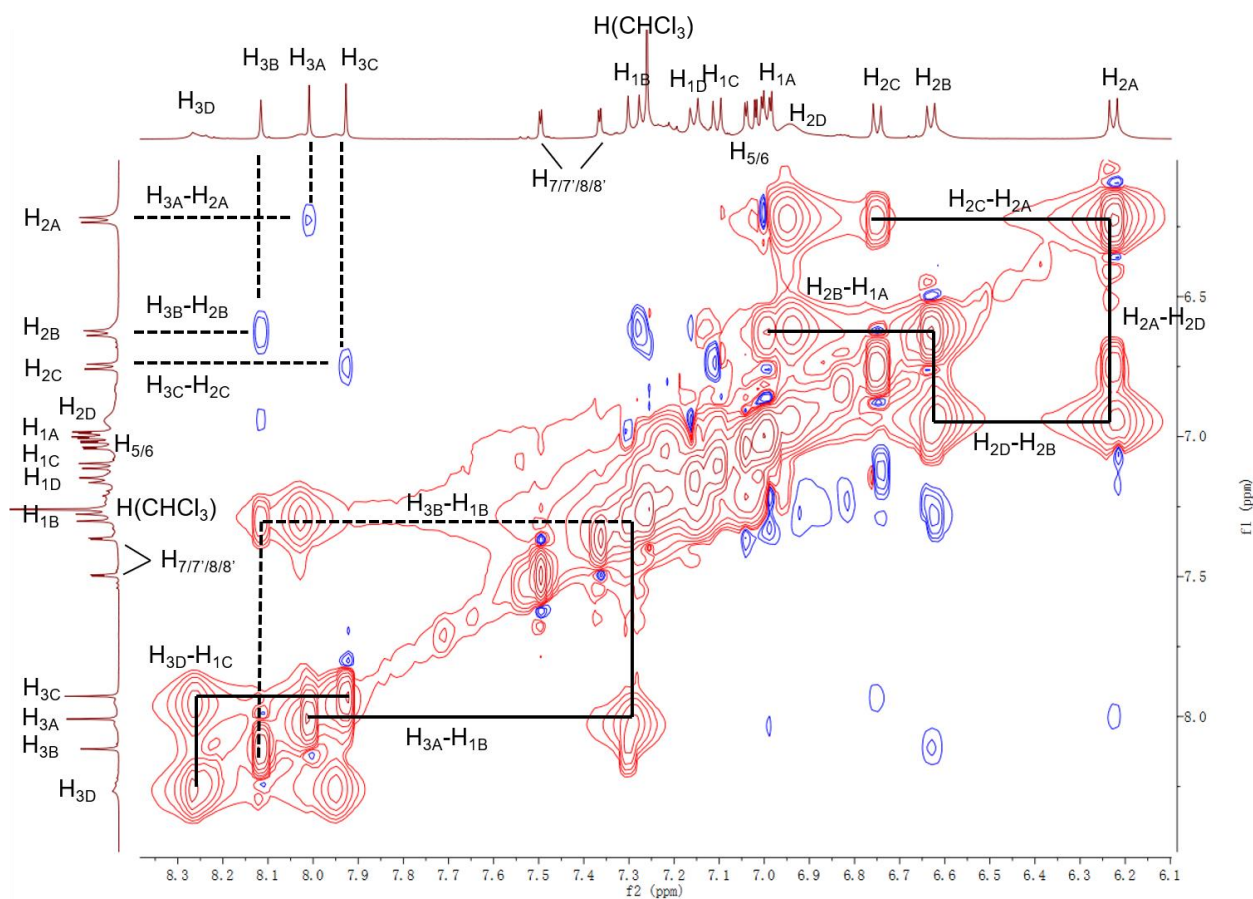 H(CHCl₃)
H₃D H₃B H₃A H₃C H₁B H₁D H₁C H₁A H₂C H₂B H₂A
H₂D
H₇/₇'/₈/₈' H₅/₆
H₃A-H₂A
H₂A
H₂C-H₂A
H₃B-H₂B
H₂B-H₁A
H₂B
6.5
H₂A-H₂D
H₂C
H₃C-H₂C
H₂D
H₁A
H₅/₆
7.0
H₂D-H₂B
H₁C
H₁D
H(CHCl₃)
H₃B-H₁B
H₁B
H₇/₇'/₈/₈'
7.5
f1 (ppm)
H₃D-H₁C
H₃C
H₃A
8.0
H₃A-H₁B
H₃B
H₃D
8.3 8.2 8.1 8.0 7.9 7.8 7.7 7.6 7.5 7.4 7.3 7.2 7.1 7.0 6.9 6.8 6.7 6.6 6.5 6.4 6.3 6.2 6.1
f2 (ppm)